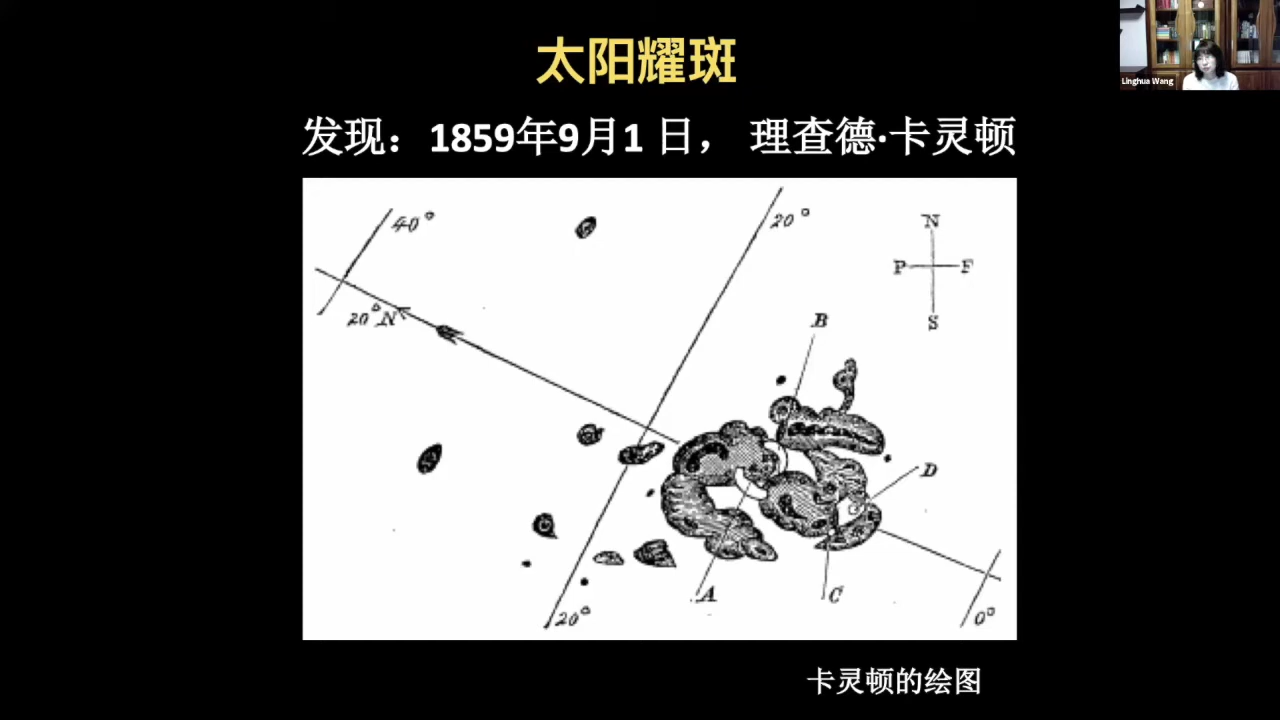 太阳耀斑
Linghua Wang
发现：1859年9月1 日， 理查德·卡灵顿
40°
20°
N
P F
S
20° N
B
D
A
C
20°
0°
卡灵顿的绘图